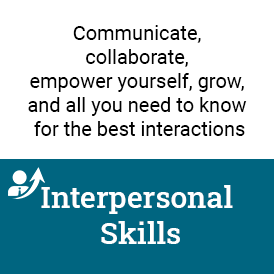 Communicate,
collaborate,
empower yourself, grow,
and all you need to know
for the best interactions
Interpersonal
Skills